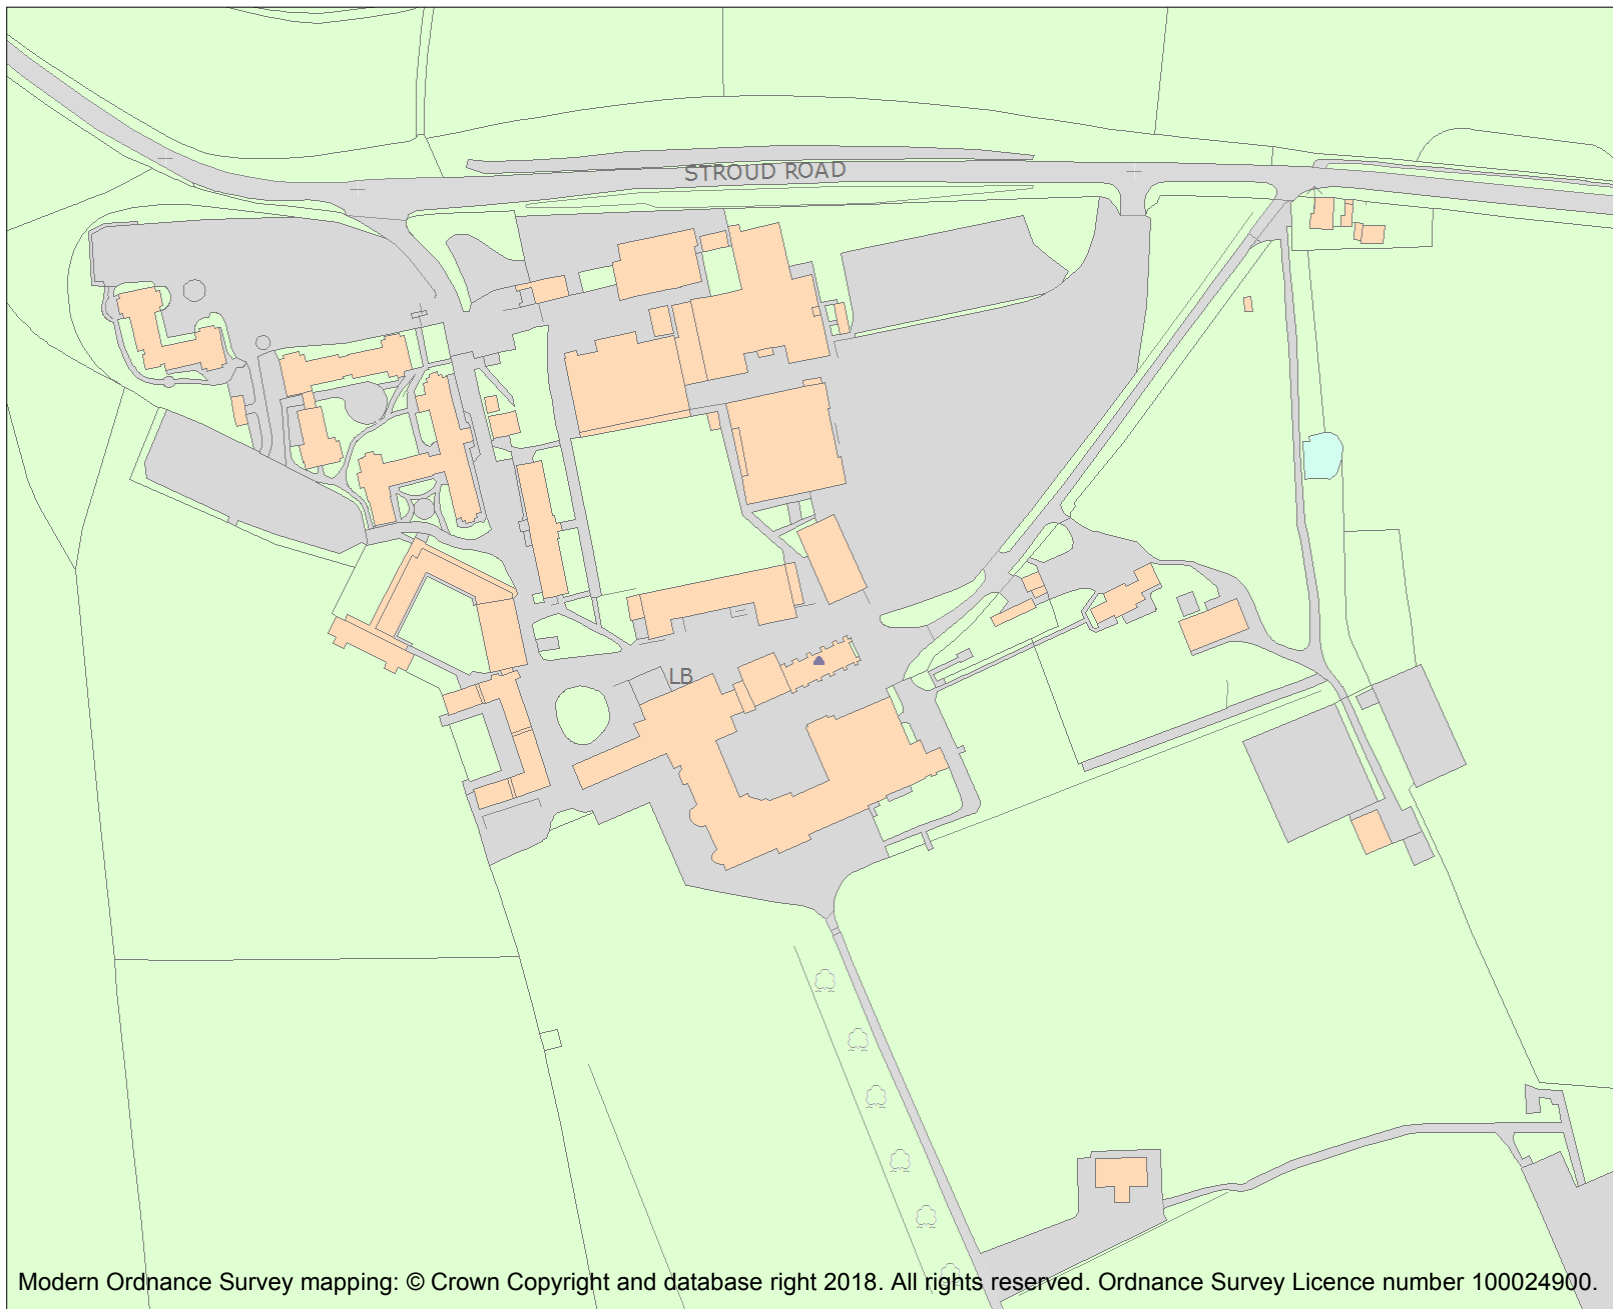 STROUD ROAD
LB
Modern Ordnance Survey mapping: © Crown Copyright and database right 2018. All rights reserved. Ordnance Survey Licence number 100024900.